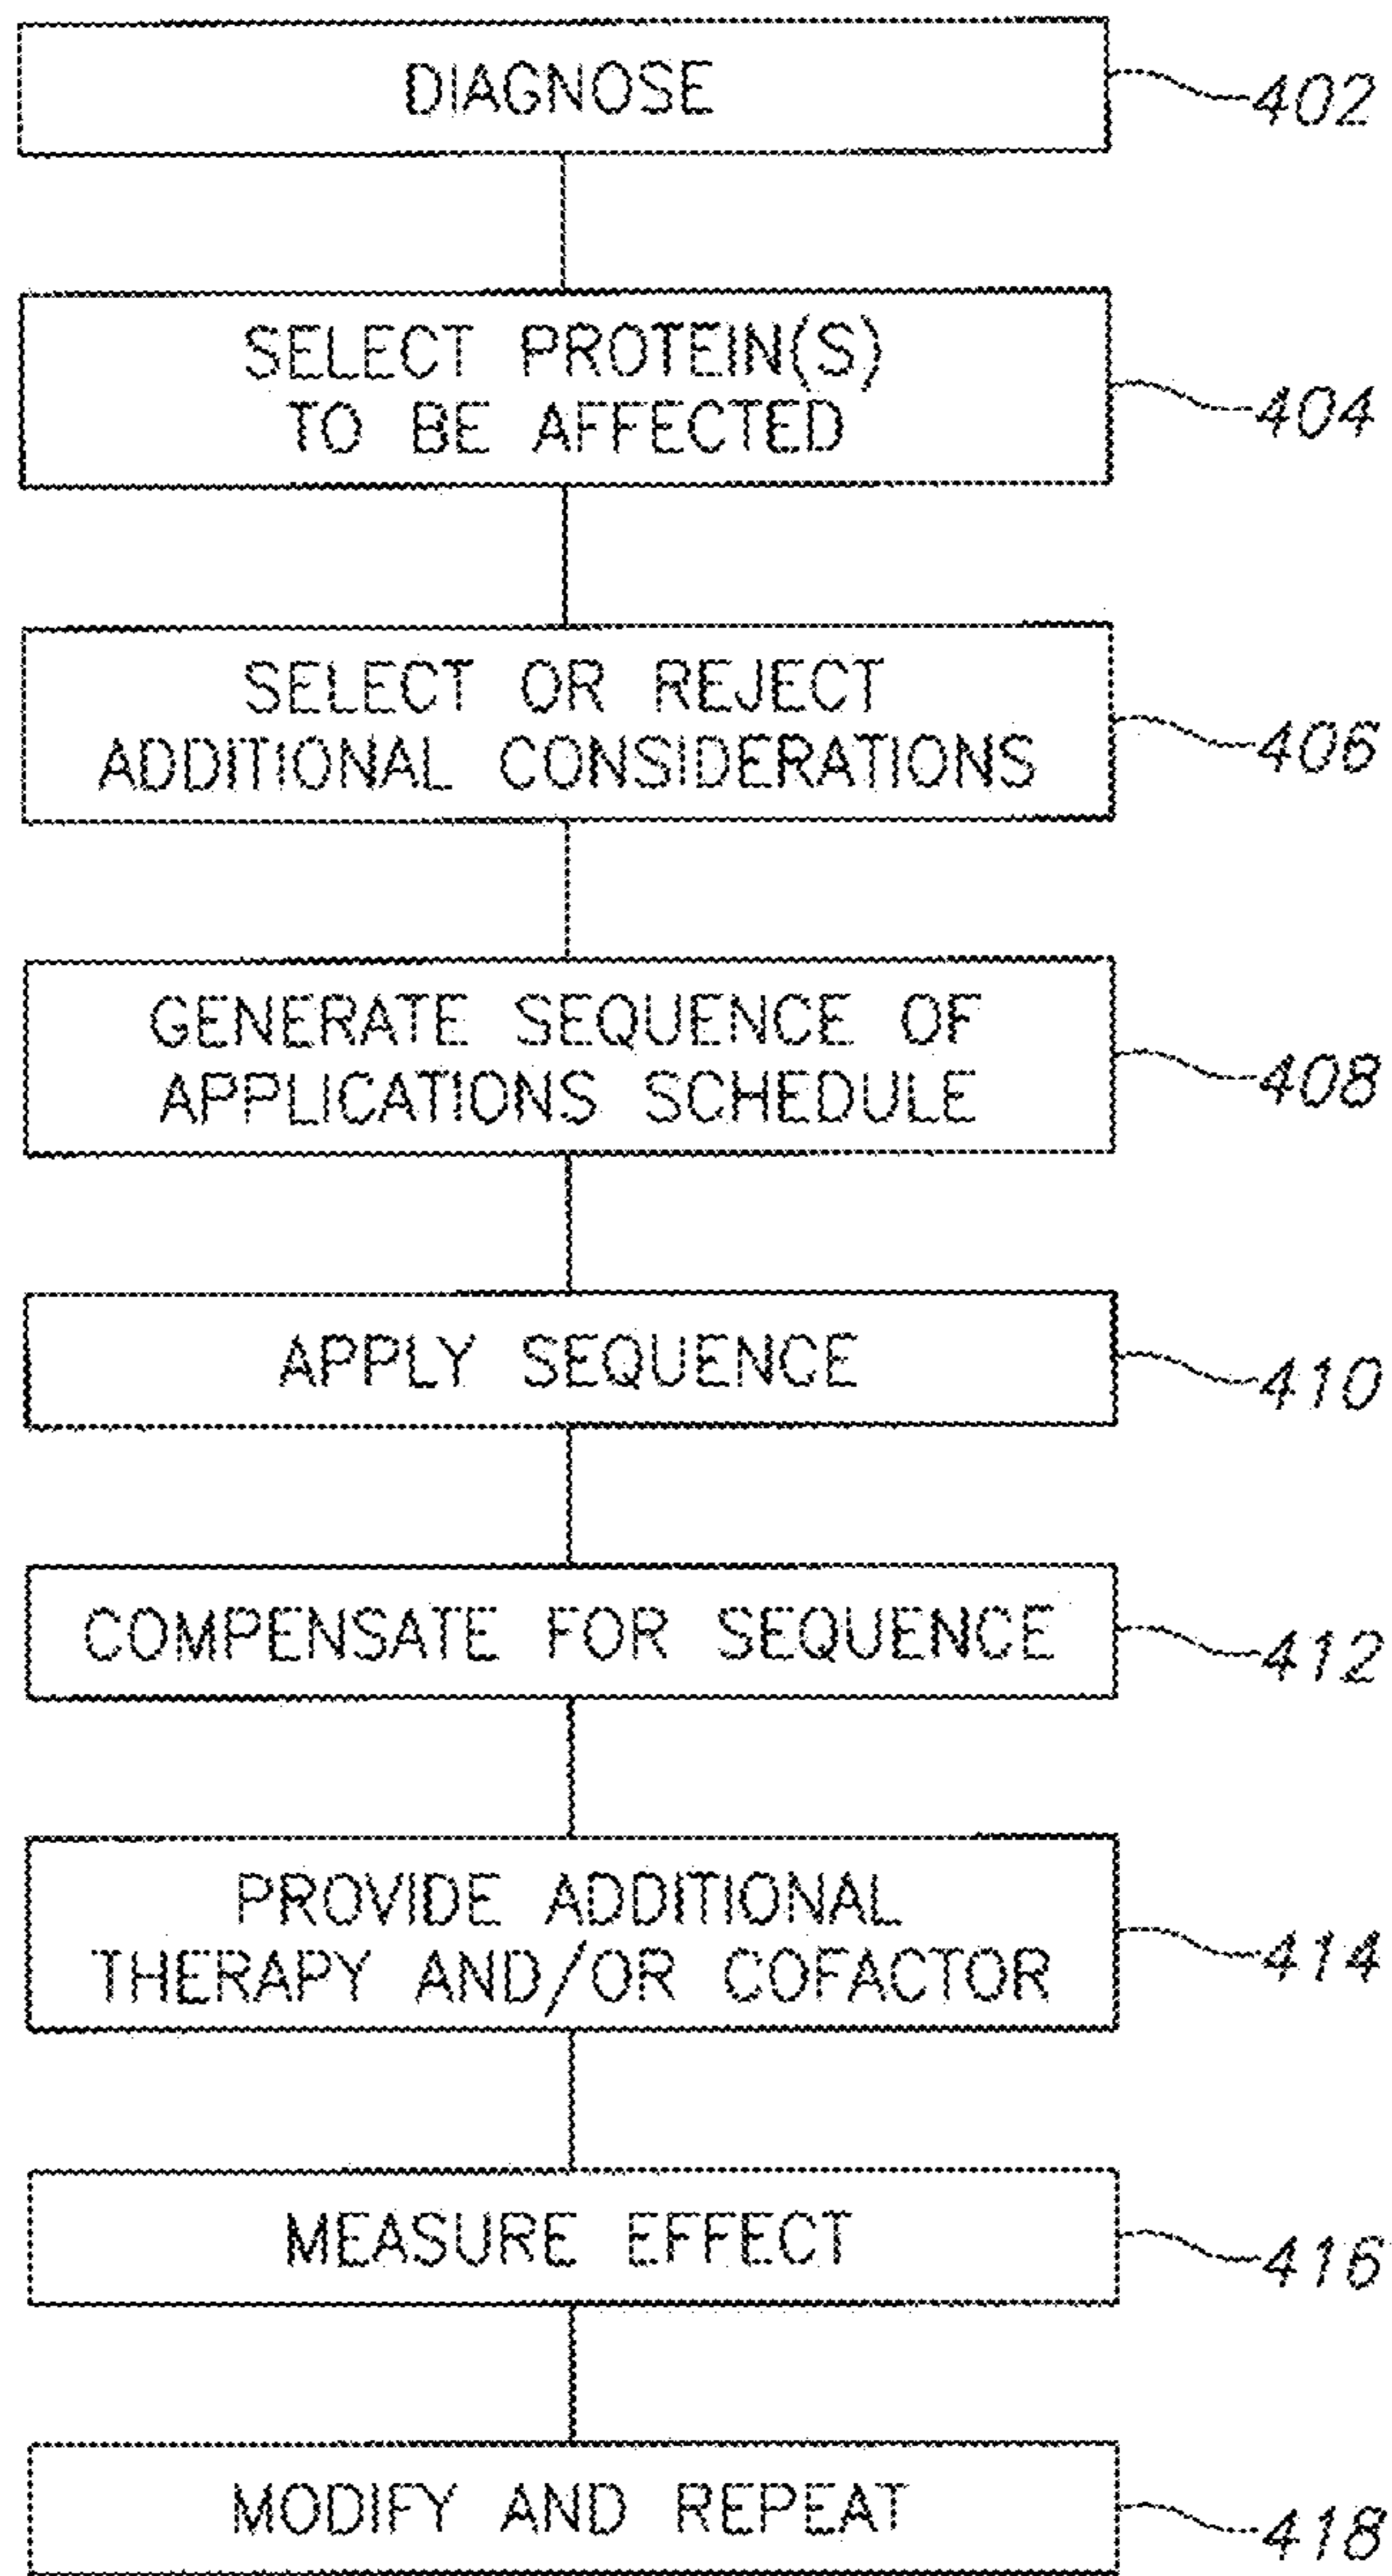 DIAGNOSE
402
SELECT PROTEIN(S)
TO BE AFFECTED
404
SELECT OR REJECT
ADDITIONAL CONSIDERATIONS
406
GENERATE SEQUENCE OF
APPLICATIONS SCHEDULE
408
APPLY SEQUENCE
410
COMPENSATE FOR SEQUENCE
412
PROVIDE ADDITIONAL
THERAPY AND/OR COFACTOR
414
MEASURE EFFECT
416
MODIFY AND REPEAT
418